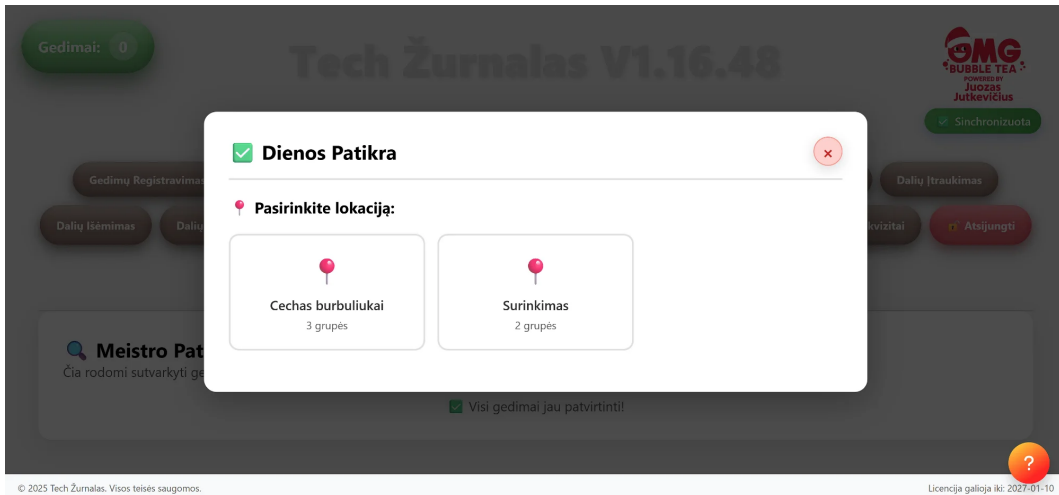 Gedimai: 0
Tech Žurnalas V1.16.48
OMG
BUBBLE TEA
POWERED BY
Juozas
Jutkevičius
Sinchronizuota
Dienos Patikra
×
Gedimų Registravimas
Dalių Įtraukimas
Pasirinkite lokaciją:
Dalių Išėmimas
Atsijungti
Cechas burbuliukai
3 grupės
Surinkimas
2 grupės
Meistro Pat
Čia rodomi sutvarkyti ge
Visi gedimai jau patvirtinti!
?
© 2025 Tech Žurnalas. Visos teisės saugomos.
Licencija galioja iki: 2027-01-10